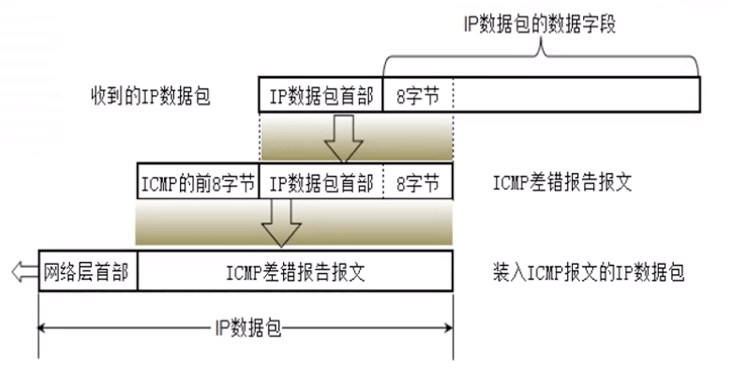 IP数据包的数据字段
收到的IP数据包 IP数据包首部 8字节
ICMP的前8字节 IP数据包首部 8字节 ICMP差错报告报文
网络层首部 ICMP差错报告报文 装入ICMP报文的IP数据包
IP数据包